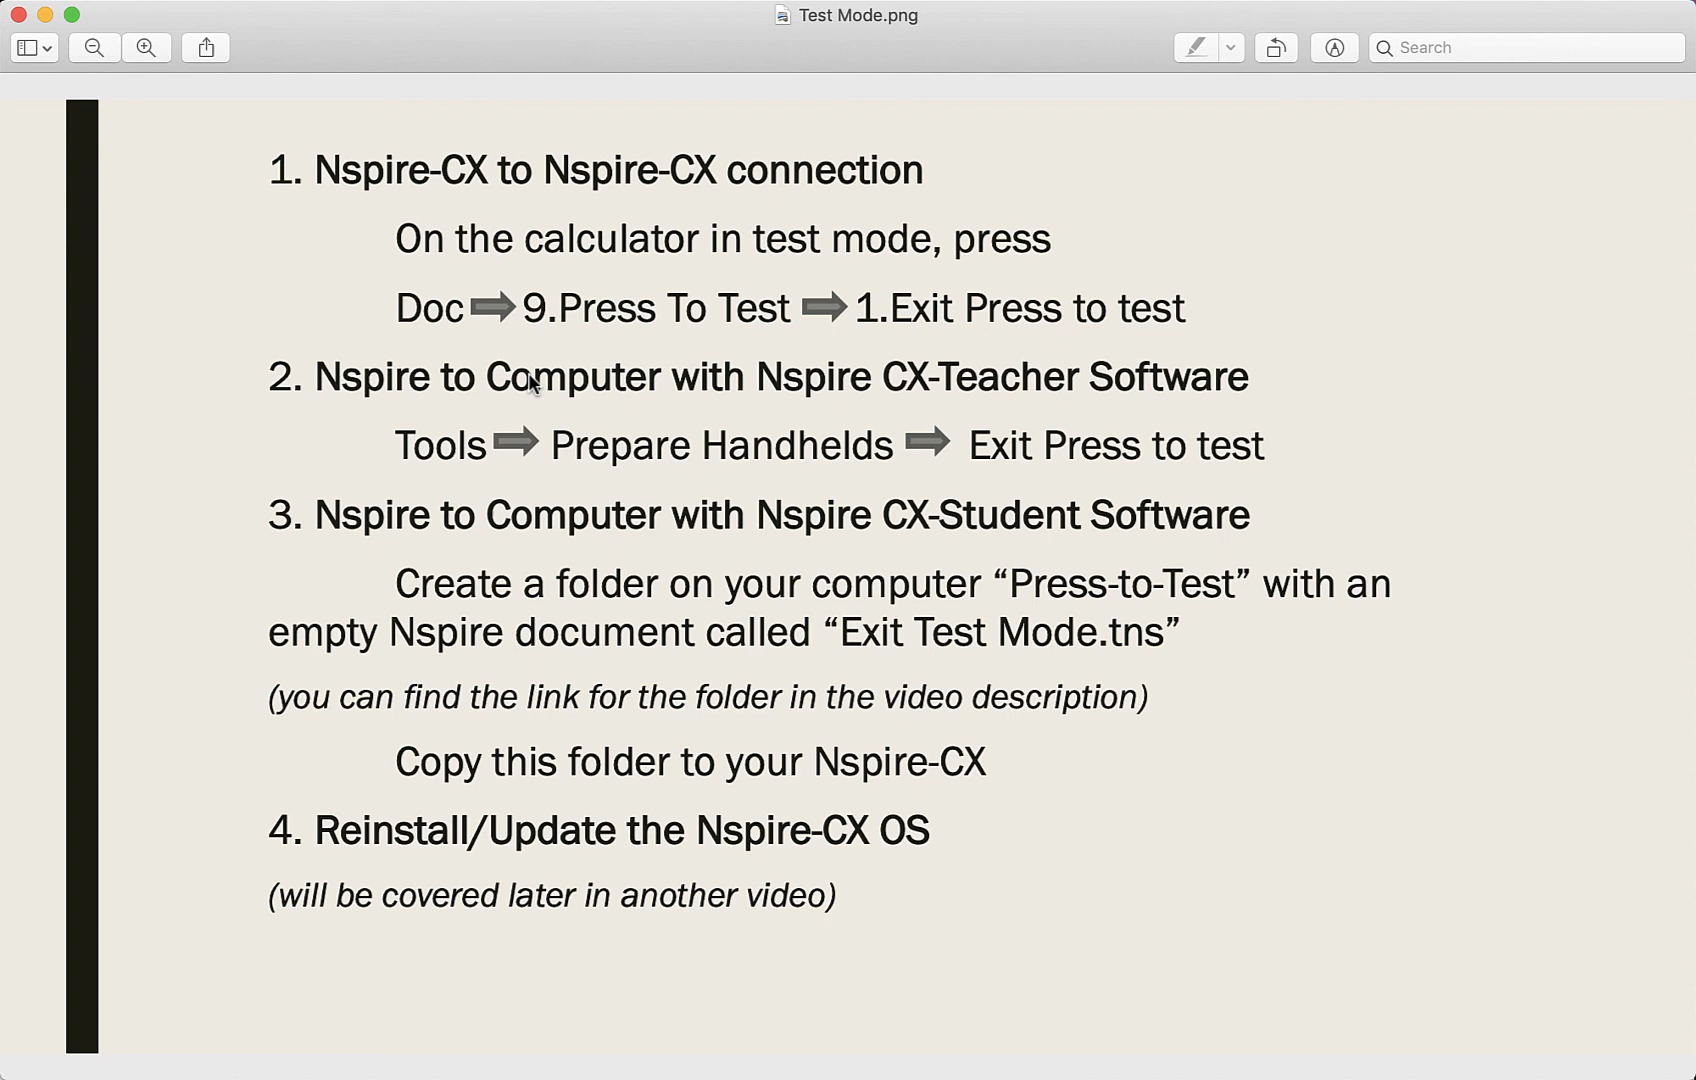 Test Mode.png
Search
1. Nspire-CX to Nspire-CX connection
On the calculator in test mode, press
Doc ➡ 9.Press To Test ➡ 1.Exit Press to test
2. Nspire to Computer with Nspire CX-Teacher Software
Tools ➡ Prepare Handhelds ➡ Exit Press to test
3. Nspire to Computer with Nspire CX-Student Software
Create a folder on your computer “Press-to-Test” with an
empty Nspire document called “Exit Test Mode.tns”
(you can find the link for the folder in the video description)
Copy this folder to your Nspire-CX
4. Reinstall/Update the Nspire-CX OS
(will be covered later in another video)